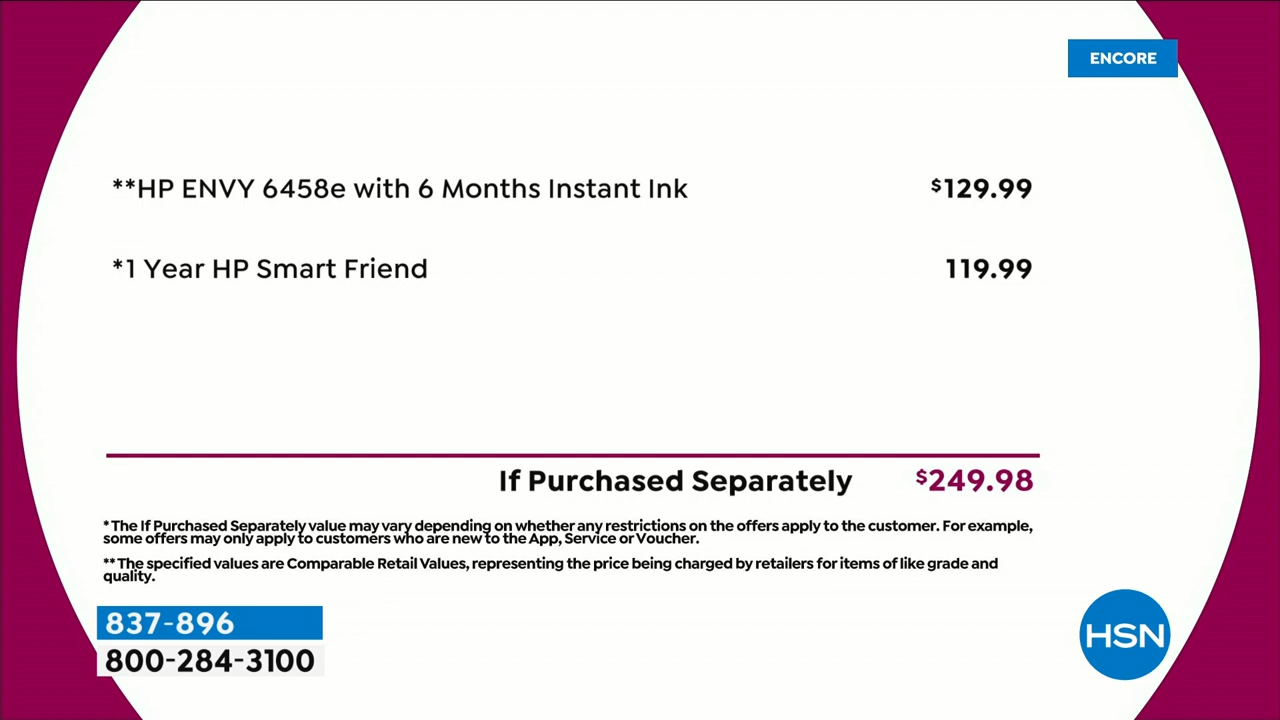 ENCORE
**HP ENVY 6458e with 6 Months Instant Ink $129.99
*1 Year HP Smart Friend 119.99
If Purchased Separately $249.98
* The If Purchased Separately value may vary depending on whether any restrictions on the offers apply to the customer. For example,
some offers may only apply to customers who are new to the App, Service or Voucher.
** The specified values are Comparable Retail Values, representing the price being charged by retailers for items of like grade and
quality.
837-896
800-284-3100
HSN